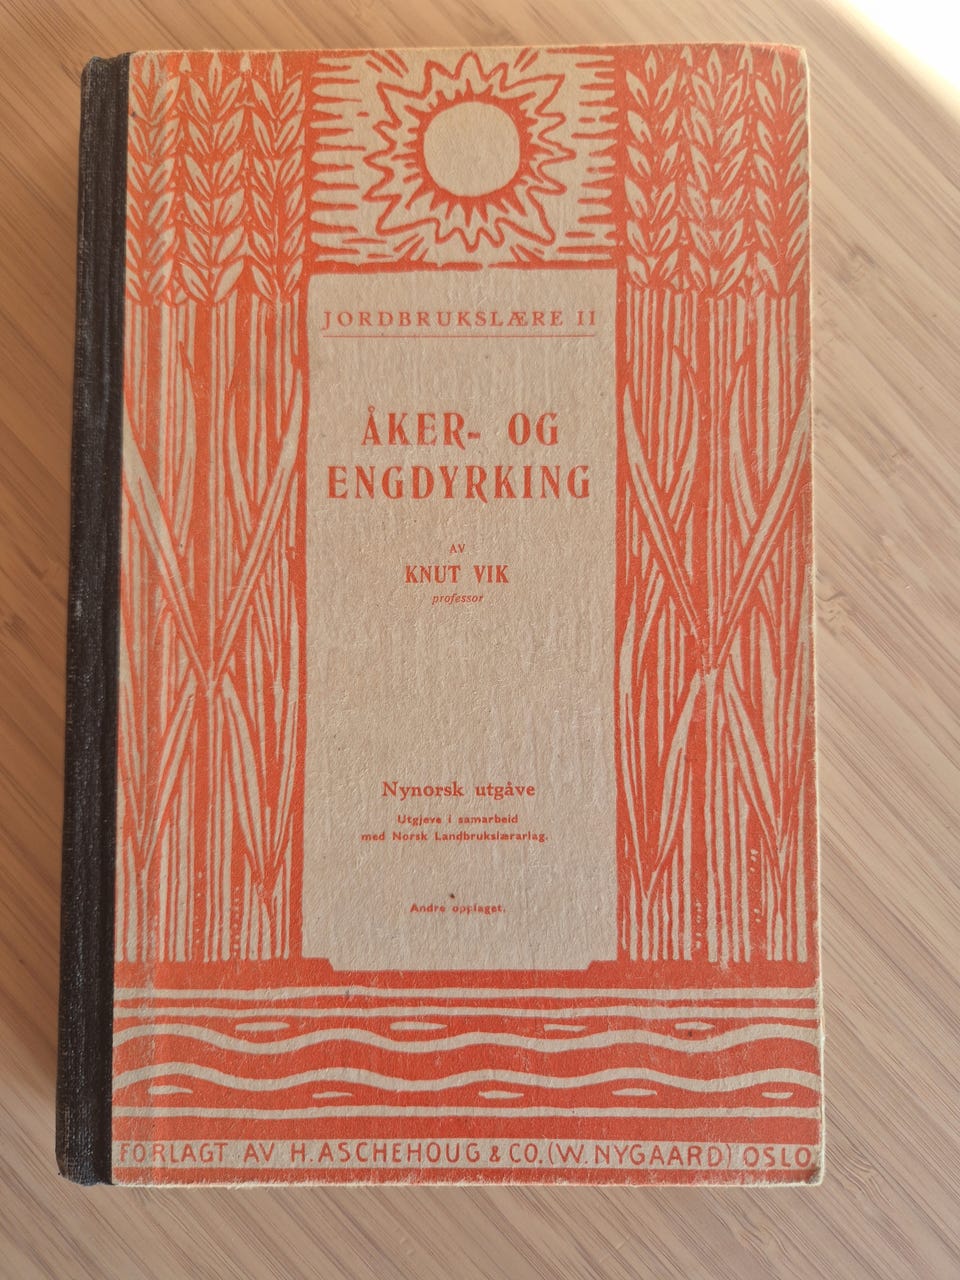 JORDBRUKSLÆRE II
ÅKER- OG
ENGDYRKING
AV
KNUT VIK
professor
Nynorsk utgåve
Utgjeve i samarbeid
med Norsk Landbrukslærarlag.
Andre opplaget.
FORLAGT AV H. ASCHEHOUG & CO. (W. NYGAARD) OSLO